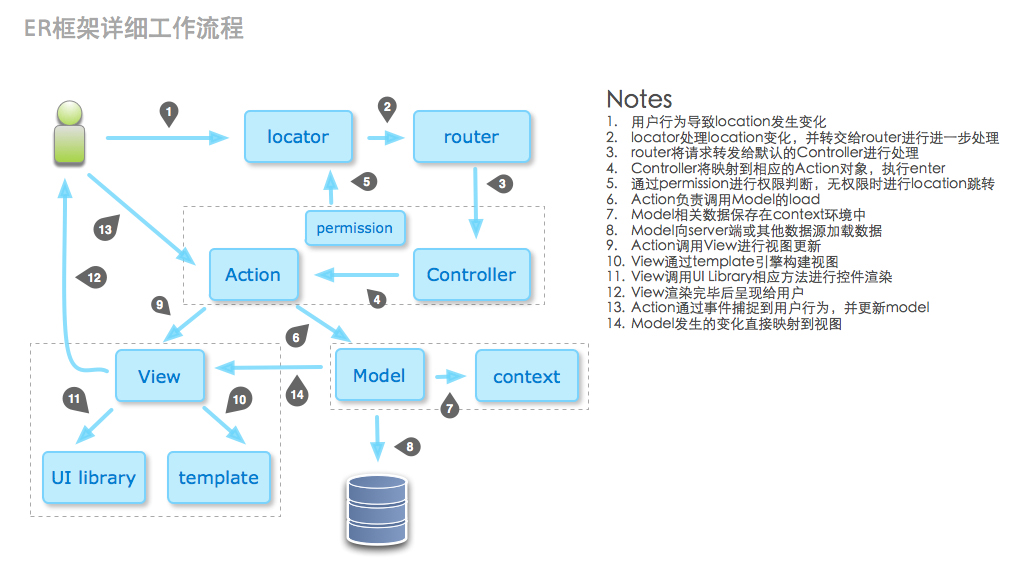 ER框架详细工作流程
Notes
1. 用户行为导致location发生变化
2. locator处理location变化，并转交给router进行进一步处理
3. router将请求转发给默认的Controller进行处理
4. Controller将映射到相应的Action对象，执行enter
5. 通过permission进行权限判断，无权限时进行location跳转
6. Action负责调用Model的load
7. Model相关数据保存在context环境中
8. Model向server端或其他数据源加载数据
9. Action调用View进行视图更新
10. View通过template引擎构建视图
11. View调用UI Library相应方法进行控件渲染
12. View渲染完毕后呈现给用户
13. Action通过事件捕捉到用户行为，并更新model
14. Model发生的变化直接映射到视图
1
2
locator
router
5
3
permission
13
Action
Controller
12
4
9
6
View
Model
context
11
10
14
7
8
UI library
template